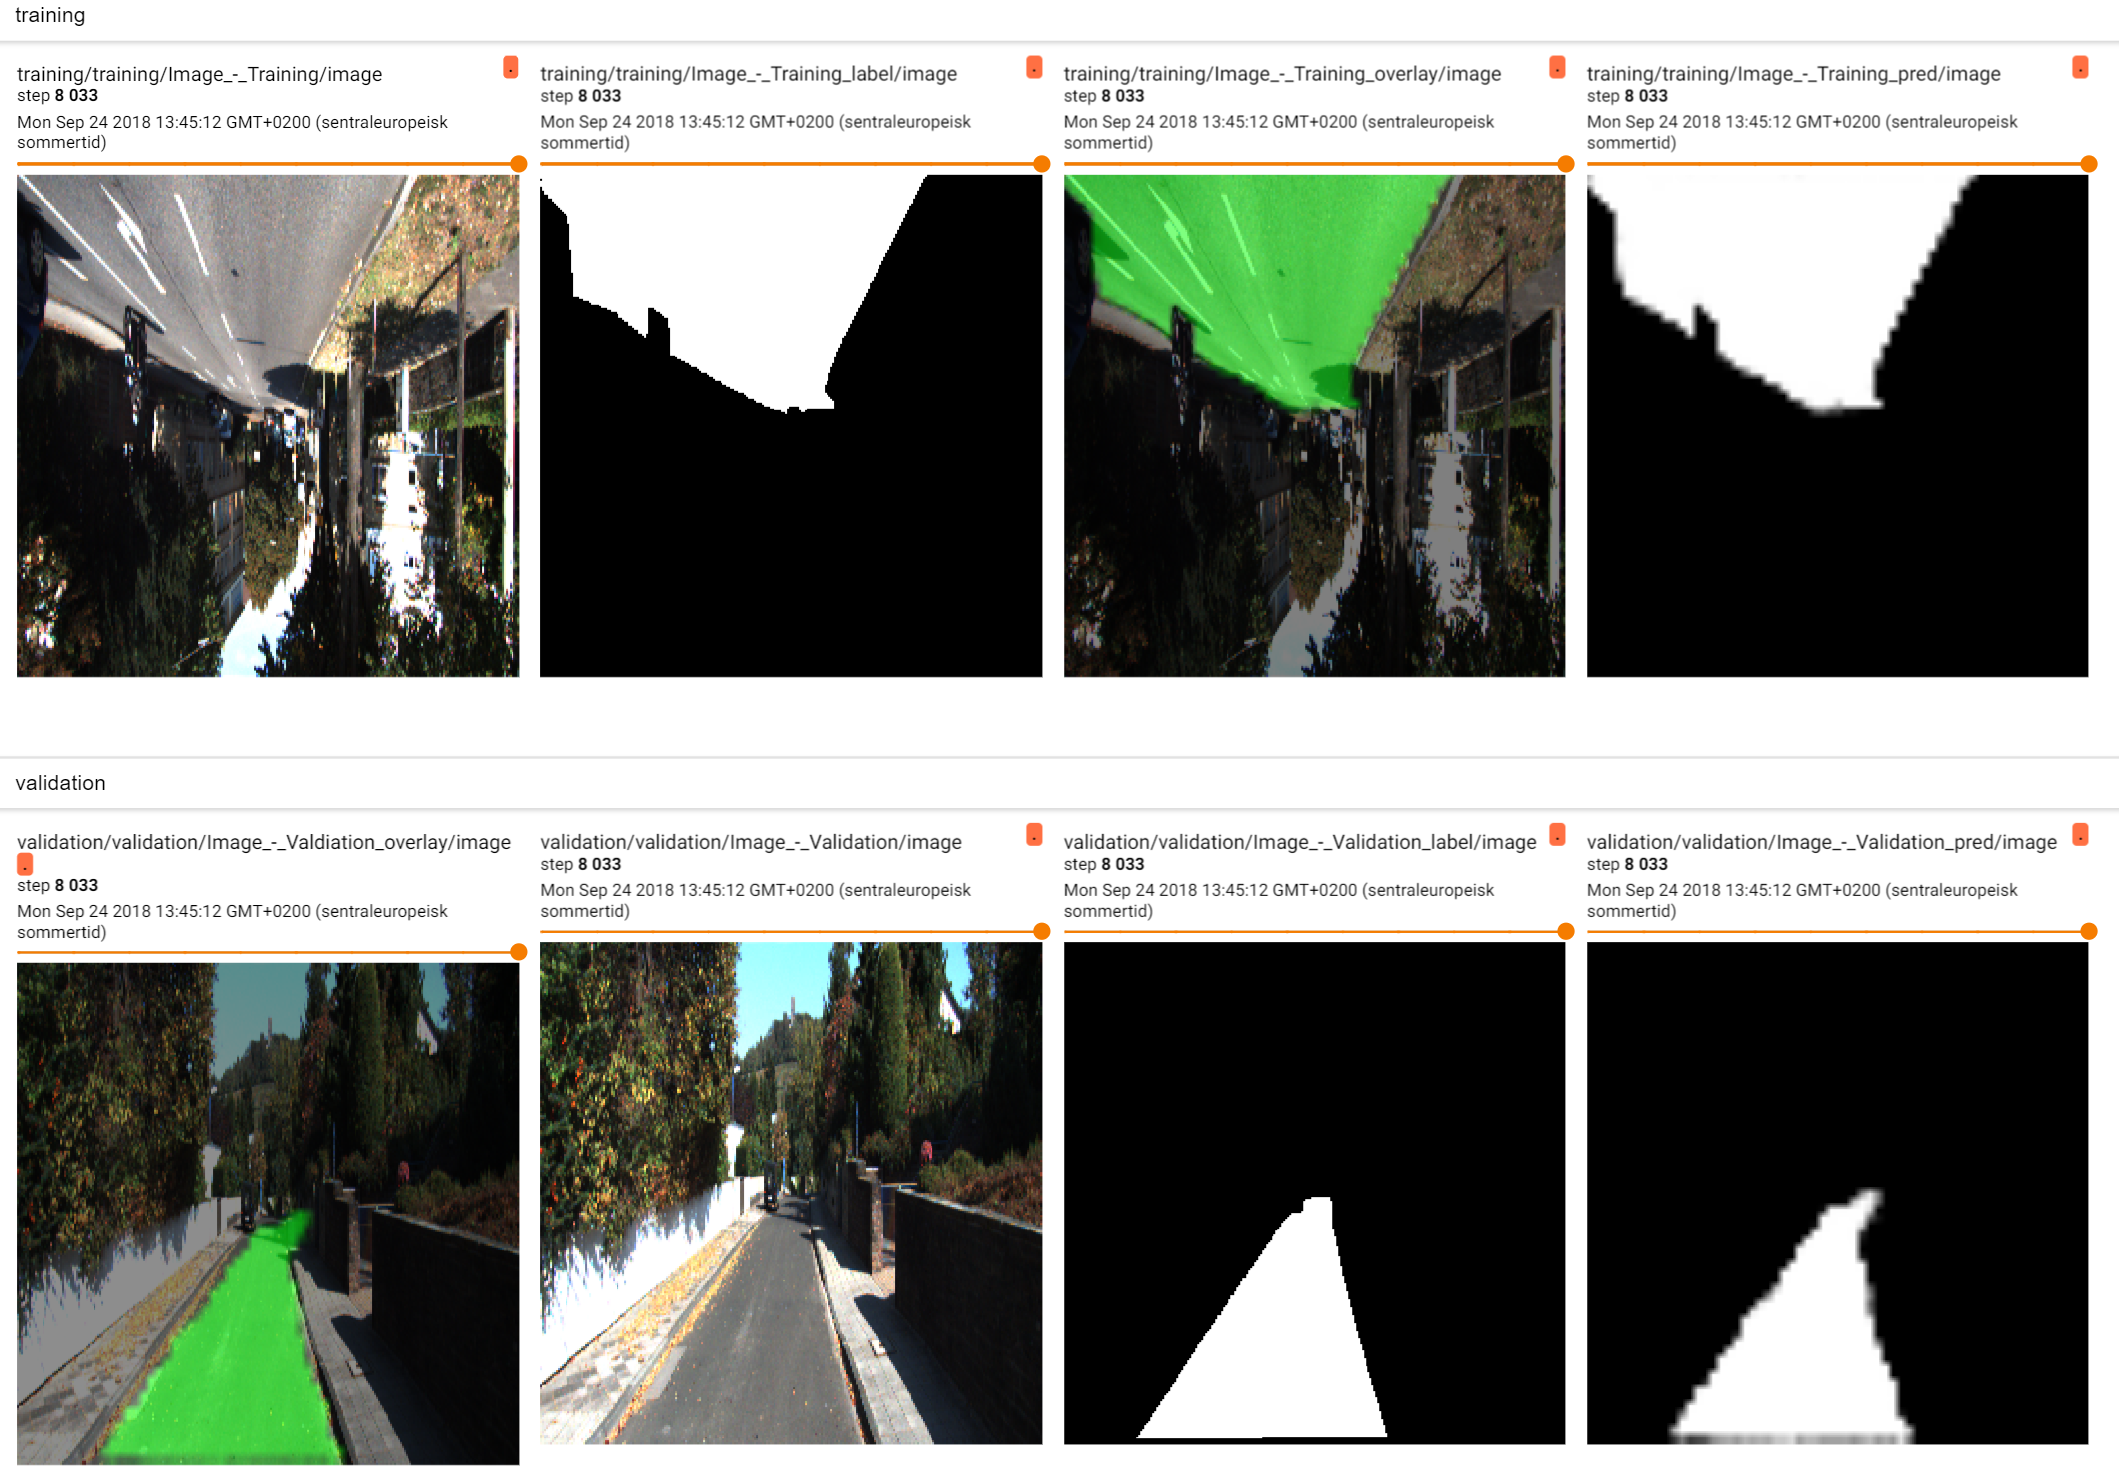 training
training/training/Image_-_Training/image
.
step 8 033
Mon Sep 24 2018 13:45:12 GMT+0200 (sentraleuropeisk
sommertid)
training/training/Image_-_Training_label/image
.
step 8 033
Mon Sep 24 2018 13:45:12 GMT+0200 (sentraleuropeisk
sommertid)
training/training/Image_-_Training_overlay/image
.
step 8 033
Mon Sep 24 2018 13:45:12 GMT+0200 (sentraleuropeisk
sommertid)
training/training/Image_-_Training_pred/image
.
step 8 033
Mon Sep 24 2018 13:45:12 GMT+0200 (sentraleuropeisk
sommertid)
validation
validation/validation/Image_-_Valdiation_overlay/image
.
step 8 033
Mon Sep 24 2018 13:45:12 GMT+0200 (sentraleuropeisk
sommertid)
validation/validation/Image_-_Validation/image
.
step 8 033
Mon Sep 24 2018 13:45:12 GMT+0200 (sentraleuropeisk
sommertid)
validation/validation/Image_-_Validation_label/image
.
step 8 033
Mon Sep 24 2018 13:45:12 GMT+0200 (sentraleuropeisk
sommertid)
validation/validation/Image_-_Validation_pred/image
.
step 8 033
Mon Sep 24 2018 13:45:12 GMT+0200 (sentraleuropeisk
sommertid)